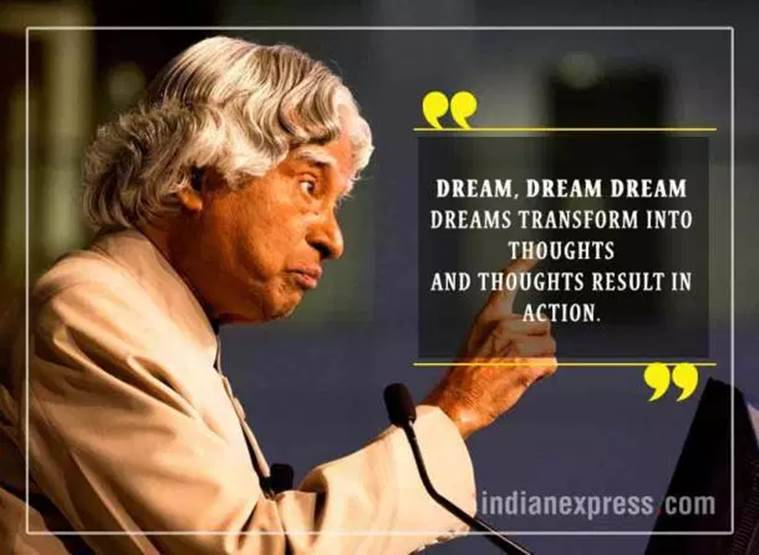 DREAM, DREAM DREAM
DREAMS TRANSFORM INTO
THOUGHTS
AND THOUGHTS RESULT IN
ACTION.
indianexpress.com